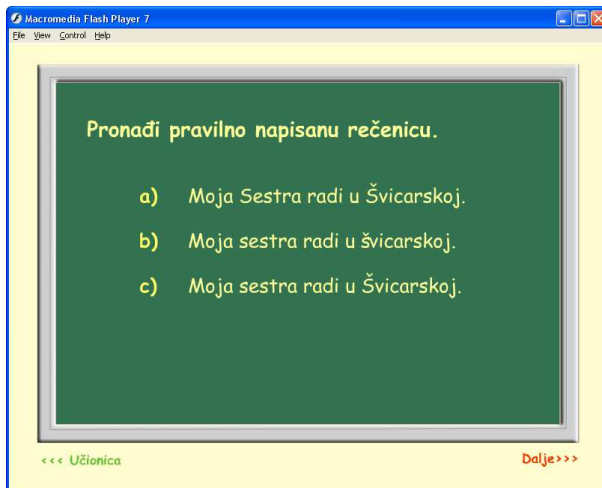 Macromedia Flash Player 7
File View Control Help
Pronađi pravilno napisanu rečenicu.
a) Moja Sestra radi u Švicarskoj.
b) Moja sestra radi u švicarskoj.
c) Moja sestra radi u Švicarskoj.
<<< Učionica Dalje>>>